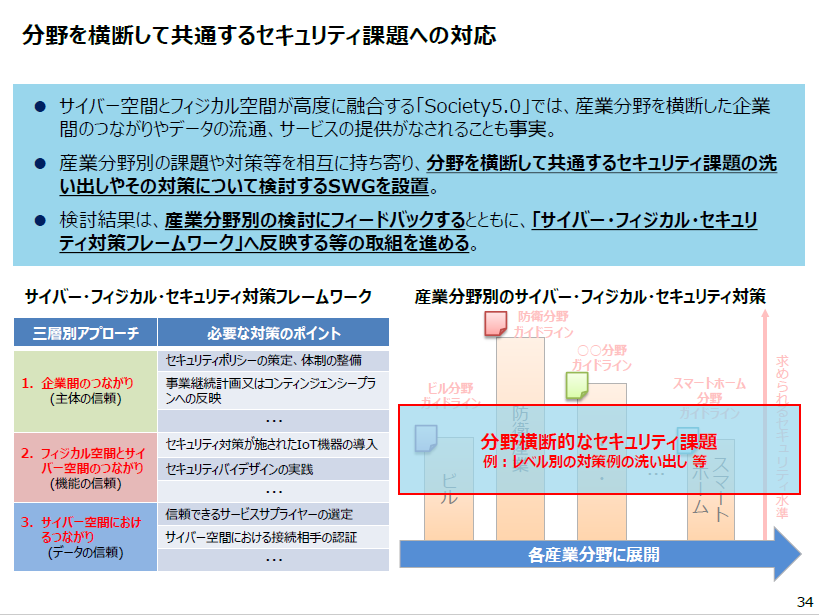 分野を横断して共通するセキュリティ課題への対応
● サイバー空間とフィジカル空間が高度に融合する「Society5.0」では、産業分野を横断した企業
間のつながりやデータの流通、サービスの提供がなされることも事実。
● 産業分野別の課題や対策等を相互に持ち寄り、分野を横断して共通するセキュリティ課題の洗
い出しやその対策について検討するSWGを設置。
● 検討結果は、産業分野別の検討にフィードバックするとともに、「サイバー・フィジカル・セキュリ
ティ対策フレームワーク」へ反映する等の取組を進める。
サイバー・フィジカル・セキュリティ対策フレームワーク
三層別アプローチ
必要な対策のポイント
1. 企業間のつながり
(主体の信頼)
セキュリティポリシーの策定、体制の整備
事業継続計画又はコンティンジェンシープラ
ンへの反映
・・・
2. フィジカル空間とサイ
バー空間のつながり
(機能の信頼)
セキュリティ対策が施されたIoT機器の導入
セキュリティバイデザインの実践
・・・
3. サイバー空間におけ
るつながり
(データの信頼)
信頼できるサービスサプライヤーの選定
サイバー空間における接続相手の認証
・・・
産業分野別のサイバー・フィジカル・セキュリティ対策
防衛分野
ガイドライン
○○分野
ガイドライン
ビル分野
ガイドライン
スマートホーム
分野
ガイドライン
求められるセキュリティ水準
分野横断的なセキュリティ課題
例：レベル別の対策例の洗い出し 等
ビル
防衛産業
・・・
スマート
ホーム
各産業分野に展開
34